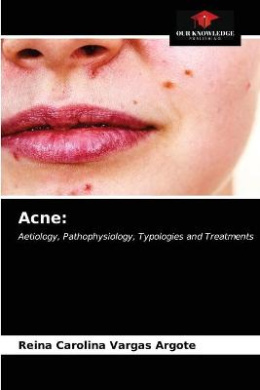 OUR KNOWLEDGE
PUBLISHING
Acne:
Aetiology, Pathophysiology, Typologies and Treatments
Reina Carolina Vargas Argote